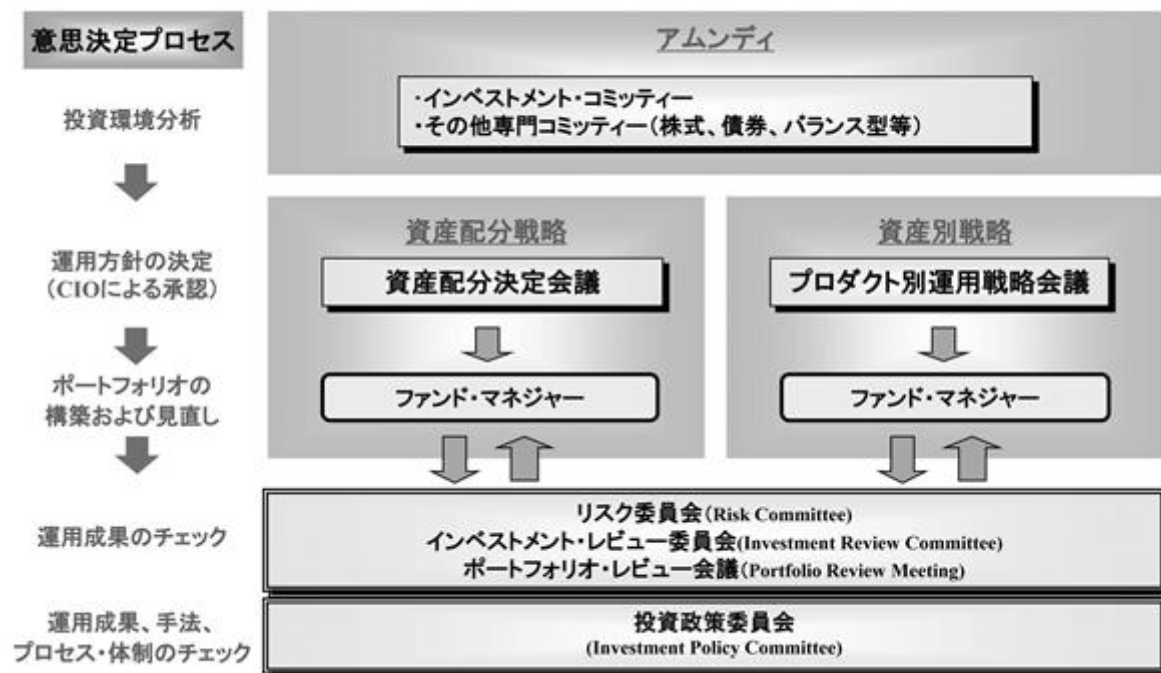 意思決定プロセス
アムンディ
投資環境分析
・インベストメント・コミッティー
・その他専門コミッティー(株式、債券、バランス型等)
資産配分戦略
資産別戦略
運用方針の決定
(CIOによる承認)
資産配分決定会議
プロダクト別運用戦略会議
ポートフォリオの
構築および見直し
ファンド・マネジャー
ファンド・マネジャー
運用成果のチェック
リスク委員会(Risk Committee)
インベストメント・レビュー委員会(Investment Review Committee)
ポートフォリオ・レビュー会議(Portfolio Review Meeting)
運用成果、手法、
プロセス・体制のチェック
投資政策委員会
(Investment Policy Committee)